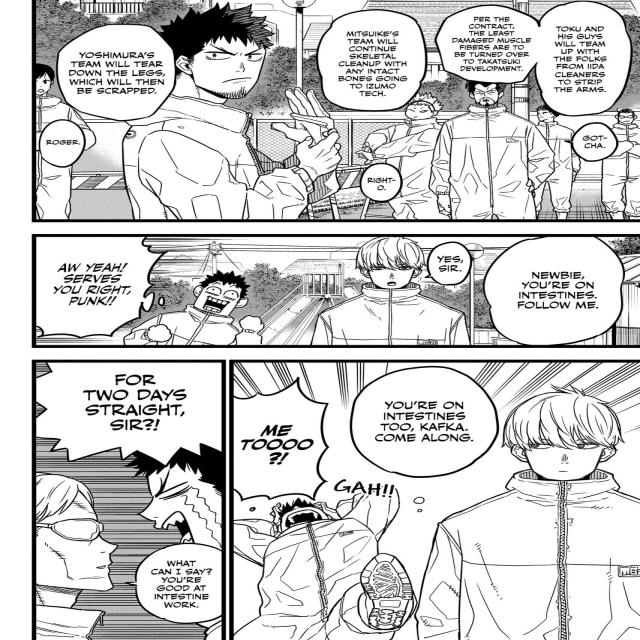 TOKU AND
HIS GUYS
WILL TEAM
UP WITH
THE FOLKS
FROM IIDA
CLEANERS
TO STRIP
THE ARMS.
GOT-
CHA.
PER THE
CONTRACT,
THE LEAST
DAMAGED MUSCLE
FIBERS ARE TO
BE TURNED OVER
TO TAKATSUKI
DEVELOPMENT.
MITSUIKE'S
TEAM WILL
CONTINUE
SKELETAL
CLEANUP WITH
ANY INTACT
BONES GOING
TO IZUMO
TECH.
RIGHT-
O.
YOSHIMURA'S
TEAM WILL TEAR
DOWN THE LEGS,
WHICH WILL THEN
BE SCRAPPED.
ROGER.
NEWBIE,
YOU'RE ON
INTESTINES.
FOLLOW ME.
YES,
SIR.
AW YEAH!
SERVES
YOU RIGHT,
PUNK!!
YOU'RE ON
INTESTINES
TOO, KAFKA.
COME ALONG.
GAH!!
ME
TOOOO
?!
FOR
TWO DAYS
STRAIGHT,
SIR?!
WHAT
CAN I SAY?
YOU'RE
GOOD AT
INTESTINE
WORK.